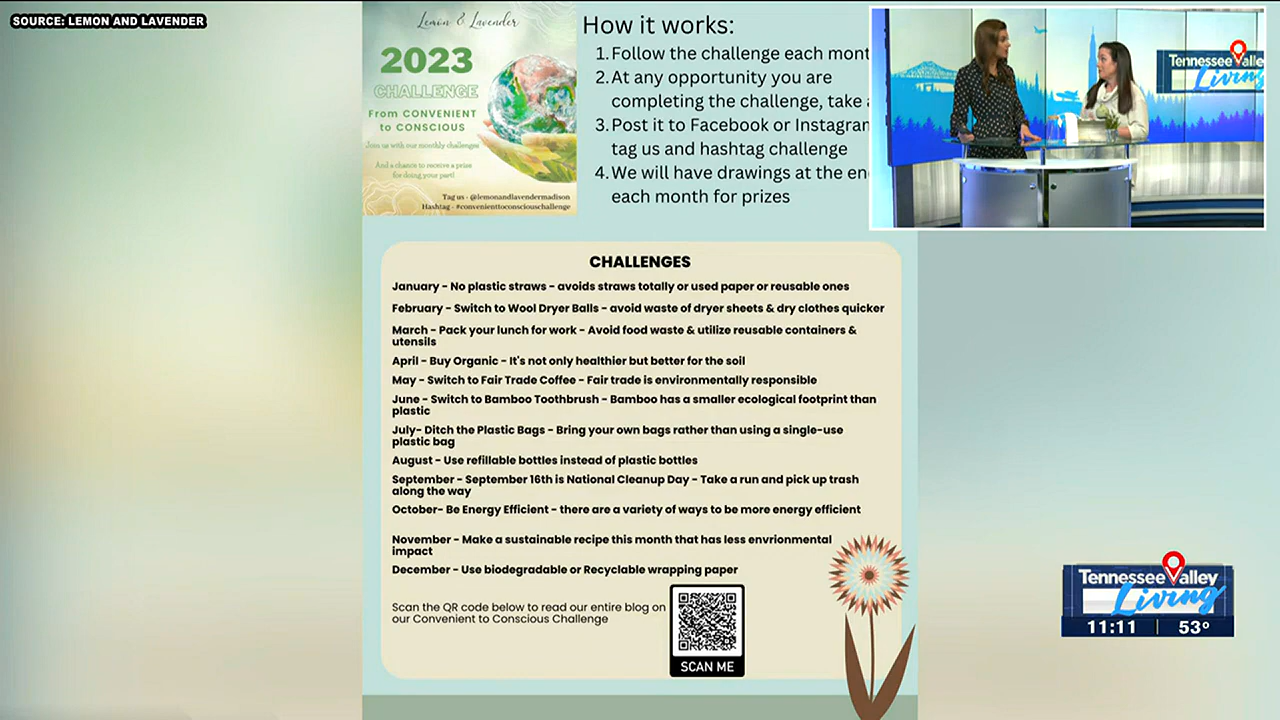 SOURCE: LEMON AND LAVENDER
Lemon & Lavender
2023
CHALLENGE
From CONVENIENT
to CONSCIOUS
Join us with our monthly challenges
And a chance to receive a prize
for doing your part!
Tag us - @lemonandlavendermadison
Hashtag - #convenienttoconsciouschallenge
How it works:
1. Follow the challenge each mont
2. At any opportunity you are
completing the challenge, take
3. Post it to Facebook or Instagram
tag us and hashtag challenge
4. We will have drawings at the en
each month for prizes
Tennessee Valley
Living
CHALLENGES
January - No plastic straws - avoids straws totally or used paper or reusable ones
February - Switch to Wool Dryer Balls - avoid waste of dryer sheets & dry clothes quicker
March - Pack your lunch for work - Avoid food waste & utilize reusable containers &
utensils
April - Buy Organic - It's not only healthier but better for the soil
May - Switch to Fair Trade Coffee - Fair trade is environmentally responsible
June - Switch to Bamboo Toothbrush - Bamboo has a smaller ecological footprint than
plastic
July- Ditch the Plastic Bags - Bring your own bags rather than using a single-use
plastic bag
August - Use refillable bottles instead of plastic bottles
September - September 16th is National Cleanup Day - Take a run and pick up trash
along the way
October- Be Energy Efficient - there are a variety of ways to be more energy efficient
November - Make a sustainable recipe this month that has less envrionmental
impact
December - Use biodegradable or Recyclable wrapping paper
Scan the QR code below to read our entire blog on
our Convenient to Conscious Challenge
SCAN ME
Tennessee Valley
Living
11:11 53°